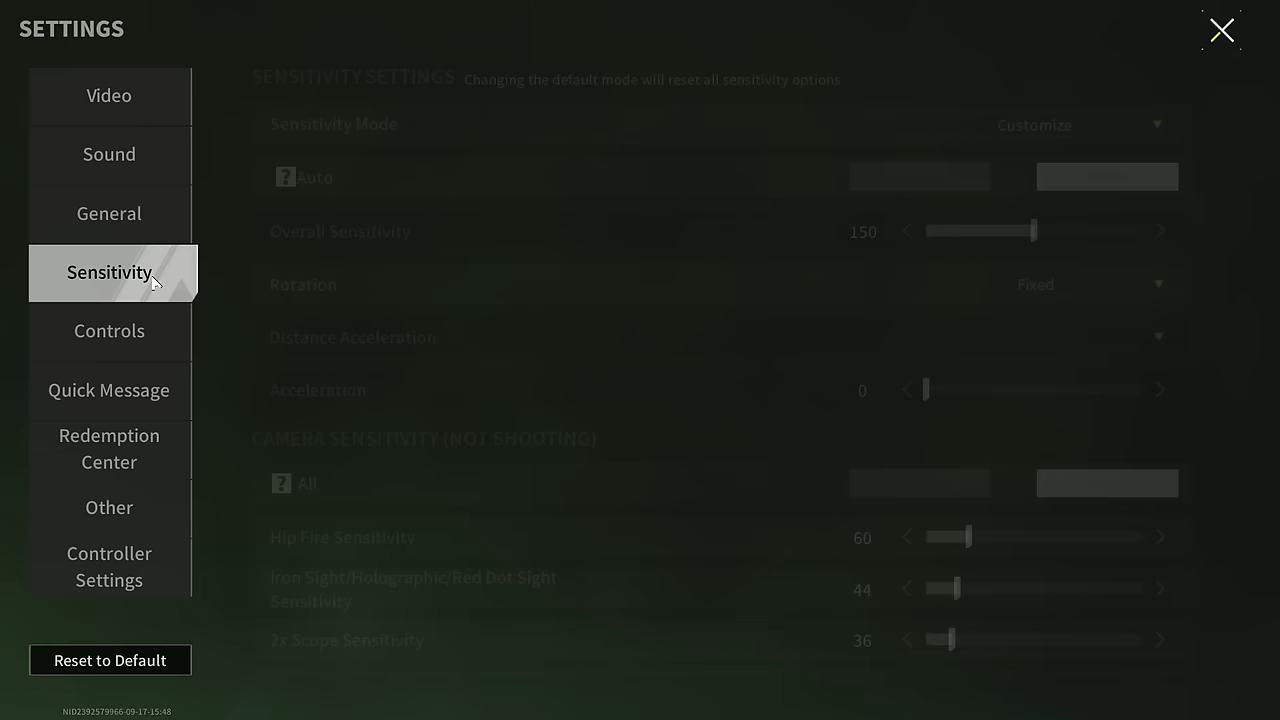 SETTINGS
Video
Sound
General
Sensitivity
Controls
Quick Message
Redemption
Center
Other
Controller
Settings
Reset to Default
NID2392579966-09-17-15:48
SENSITIVITY SETTINGS Changing the default mode will reset all sensitivity options
Sensitivity Mode Customize
? Auto
Overall Sensitivity 150
Rotation Fixed
Distance Acceleration
Acceleration 0
CAMERA SENSITIVITY (NOT SHOOTING)
? All
Hip Fire Sensitivity 60
Iron Sight/Holographic/Red Dot Sight
Sensitivity 44
2x Scope Sensitivity 36